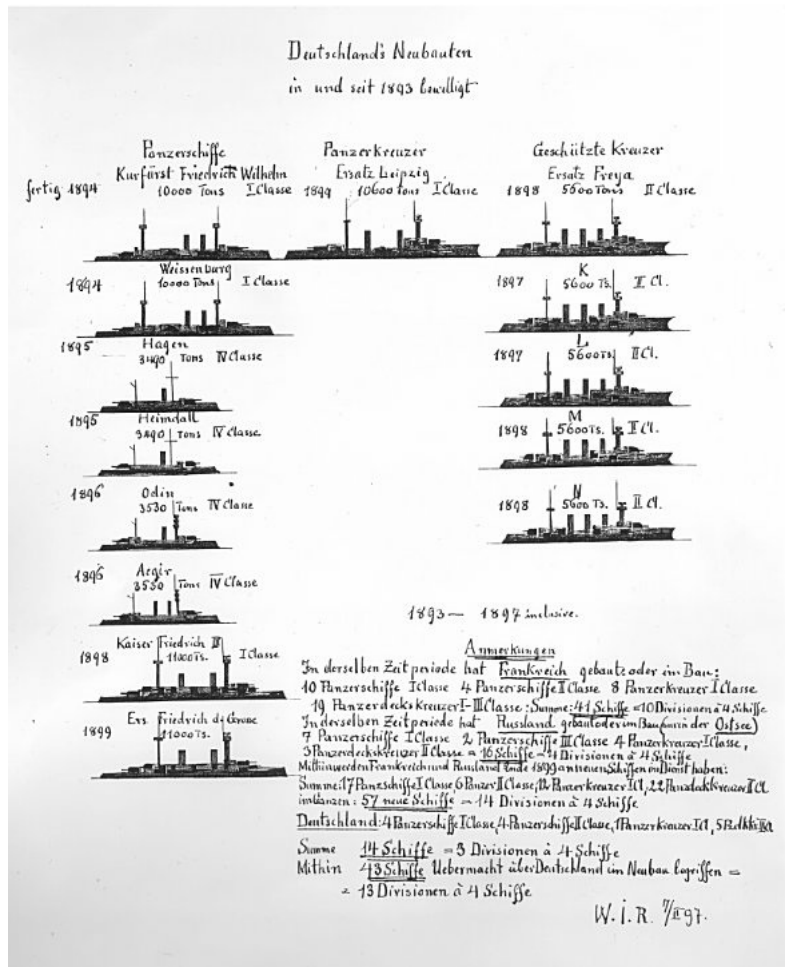 Deutschland's Neubauten
in und seit 1893 bewilligt
Panzerschiffe
Kurfürst Friedrich Wilhelm
fertig 1894 10000 Tons I Classe
Weissenburg
1894 10000 Tons I Classe
Hagen
1895 3490 Tons IV Classe
Heimdall
1895 3490 Tons IV Classe
Odin
1896 3530 Tons IV Classe
Aegir
1896 3530 Tons IV Classe
Kaiser Friedrich III
1898 11000 Ts. I Classe
Ers. Friedrich d. Grosse
1899 11000 Ts.
Panzerkreuzer
Ersatz Leipzig
1899 10600 Tons I Classe
Geschützte Kreuzer
Ersatz Freya
1898 5600 Tons II Classe
K
1897 5600 Ts. II Cl.
L
1897 5600 Ts. II Cl.
M
1898 5600 Ts. II Cl.
N
1898 5600 Ts. II Cl.
1893 — 1897 inclusive.
Anmerkungen
In derselben Zeitperiode hat Frankreich gebaut oder im Bau:
10 Panzerschiffe I Classe 4 Panzerschiffe II Classe 8 Panzerkreuzer I Classe
19 Panzerdeckskreuzer I-III Classe: Summe: 41 Schiffe = 10 Divisionen à 4 Schiffe
In derselben Zeitperiode hat Russland gebaut oder im Bau (nur in der Ostsee)
7 Panzerschiffe I Classe 2 Panzerschiffe III Classe 4 Panzerkreuzer I Classe,
3 Panzerdeckskreuzer II Classe = 16 Schiffe = 4 Divisionen à 4 Schiffe
Mithin werden Frankreich und Russland Ende 1899 an neuen Schiffen im Dienst haben:
Summe: 17 Panzschiffe I Classe, 6 Panzer II Classe, 12 Panzerkreuzer I Cl, 22 Panzdeckkreuzer II Cl
im Ganzen: 57 neue Schiffe = 14 Divisionen à 4 Schiffe
Deutschland: 4 Panzerschiffe I Classe, 4 Panzerschiffe II Classe, 1 Panzerkreuzer I Cl,
Summe 14 Schiffe = 3 Divisionen à 4 Schiffe
Mithin 43 Schiffe Uebermacht über Deutschland im Neubau begriffen =
= 13 Divisionen à 4 Schiffe
W. I. R. 7/II 97.